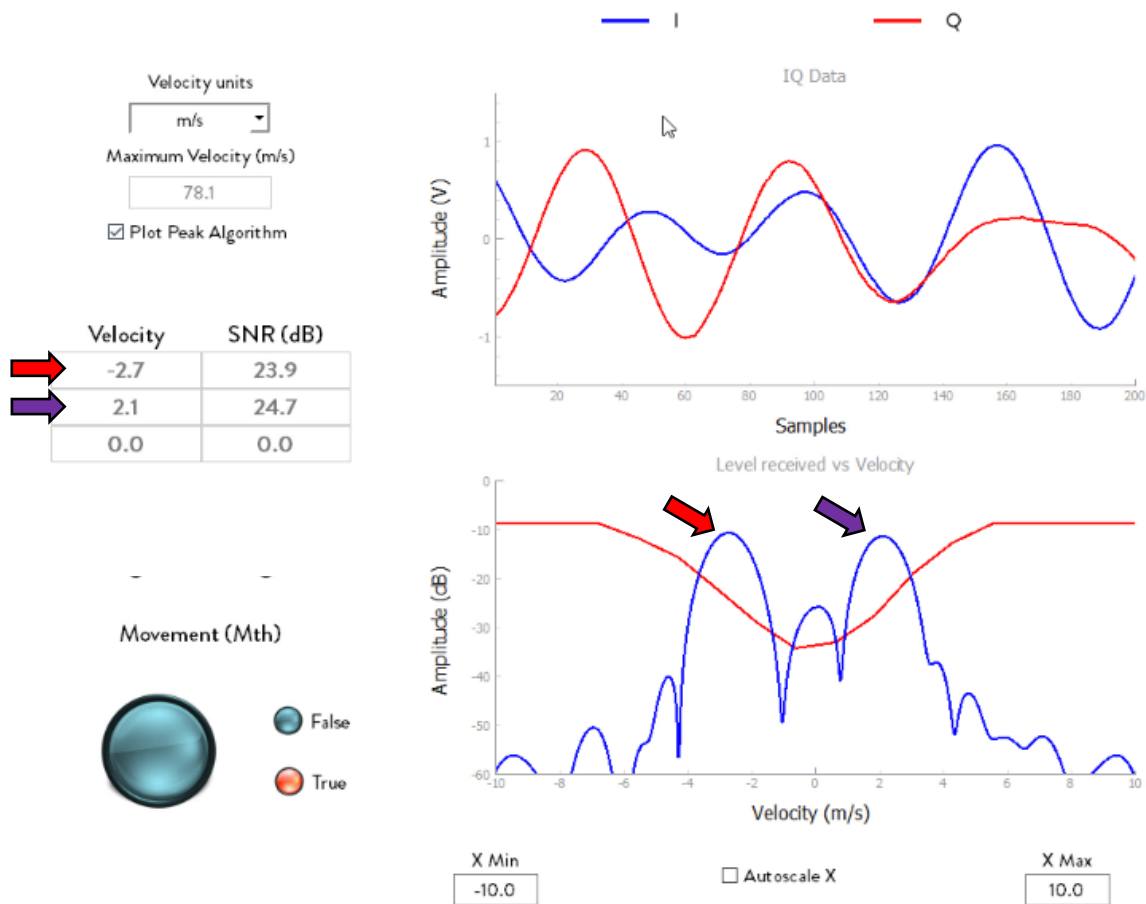 I Q
Velocity units
m/s
Maximum Velocity (m/s)
78.1
Plot Peak Algorithm
Velocity SNR (dB)
-2.7 23.9
2.1 24.7
0.0 0.0
Movement (Mth)
False
True
IQ Data
Amplitude (V)
1
0
-1
20 40 60 80 100 120 140 160 180 200
Samples
Level received vs Velocity
Amplitude (dB)
0
-10
-20
-30
-40
-50
-60
-10 -8 -6 -4 -2 0 2 4 6 8 10
Velocity (m/s)
X Min
-10.0
Autoscale X
X Max
10.0